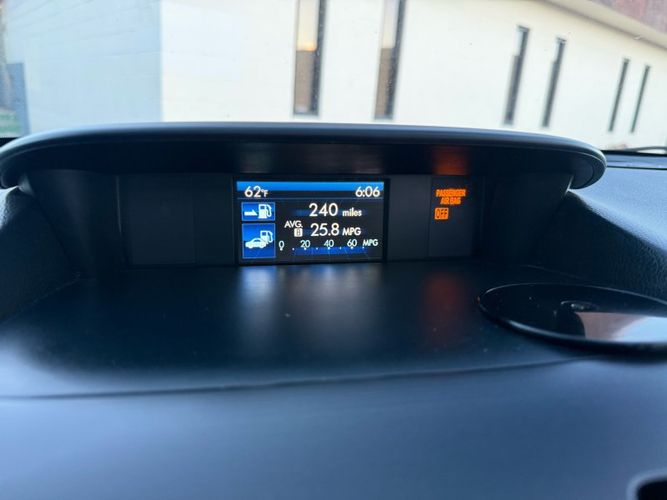 62°F 6:06
240 miles
AVG. B 25.8 MPG
0 20 40 60 MPG
PASSENGER
AIR BAG
OFF